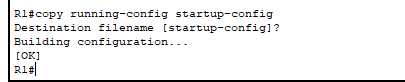 R1#copy running-config startup-config
Destination filename [startup-config]?
Building configuration...
[OK]
R1#